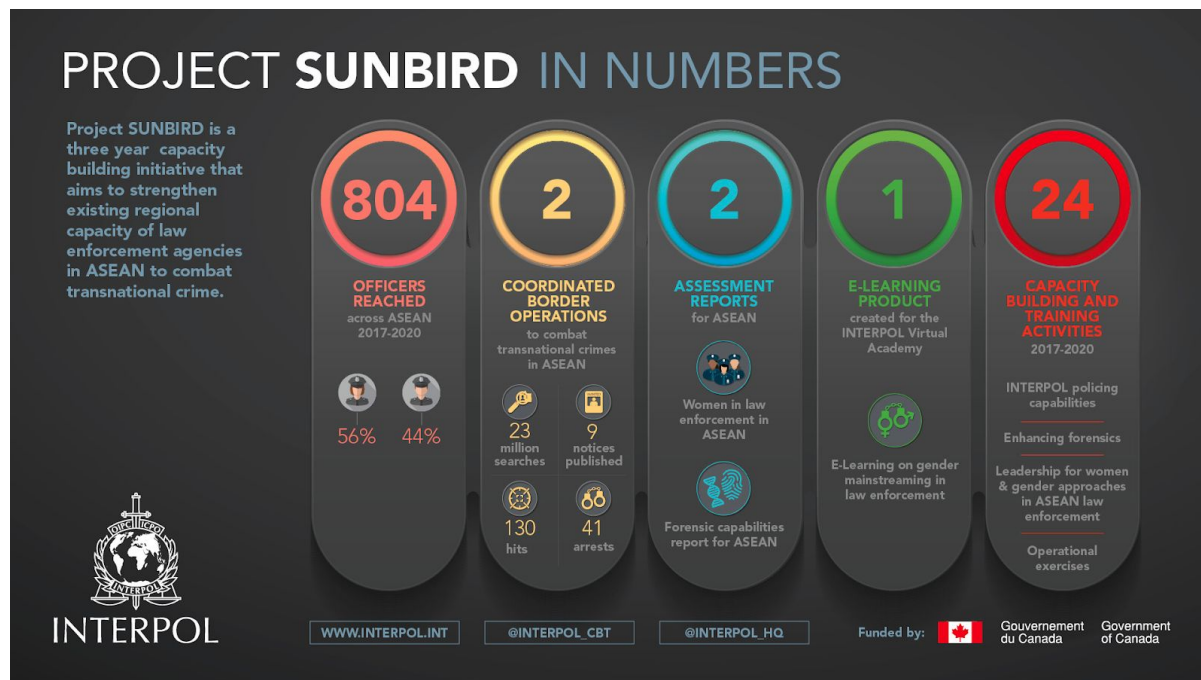 PROJECT SUNBIRD IN NUMBERS
Project SUNBIRD is a
three year capacity
building initiative that
aims to strengthen
existing regional
capacity of law
enforcement agencies
in ASEAN to combat
transnational crime.
804
OFFICERS
REACHED
across ASEAN
2017-2020
56% 44%
2
COORDINATED
BORDER
OPERATIONS
to combat
transnational crimes
in ASEAN
23
million
searches
9
notices
published
130
hits
41
arrests
2
ASSESSMENT
REPORTS
for ASEAN
Women in law
enforcement in
ASEAN
Forensic capabilities
report for ASEAN
1
E-LEARNING
PRODUCT
created for the
INTERPOL Virtual
Academy
E-Learning on gender
mainstreaming in
law enforcement
24
CAPACITY
BUILDING AND
TRAINING
ACTIVITIES
2017-2020
INTERPOL policing
capabilities
Enhancing forensics
Leadership for women
& gender approaches
in ASEAN law
enforcement
Operational
exercises
OIPC ICPO
INTERPOL
INTERPOL
WWW.INTERPOL.INT
@INTERPOL_CBT
@INTERPOL_HQ
Funded by:
Gouvernement
du Canada
Government
of Canada